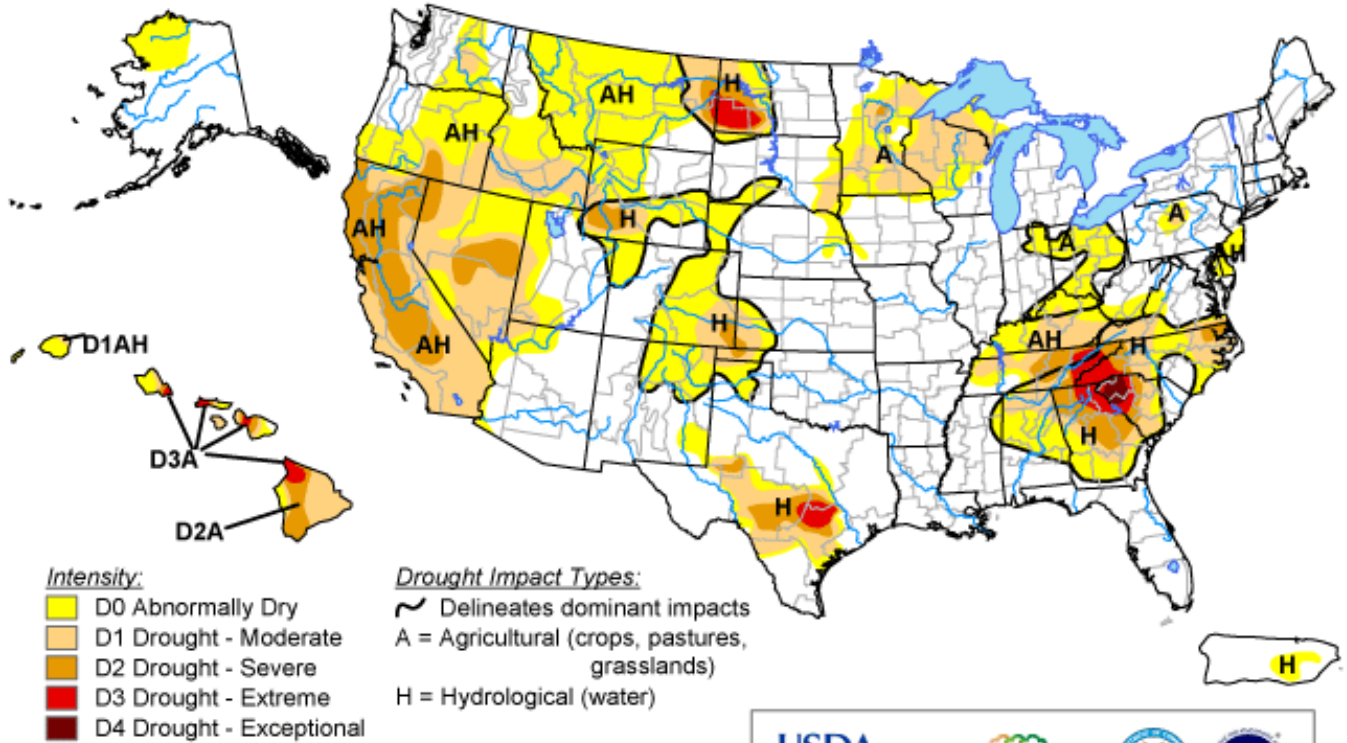 H
AH
AH
A
A
H
A
AH
AH
H
D1AH
H
AH
AH
H
D3A
H
H
D2A
Intensity:
D0 Abnormally Dry
D1 Drought - Moderate
D2 Drought - Severe
D3 Drought - Extreme
D4 Drought - Exceptional
Drought Impact Types:
Delineates dominant impacts
A = Agricultural (crops, pastures,
grasslands)
H = Hydrological (water)
H
USDA